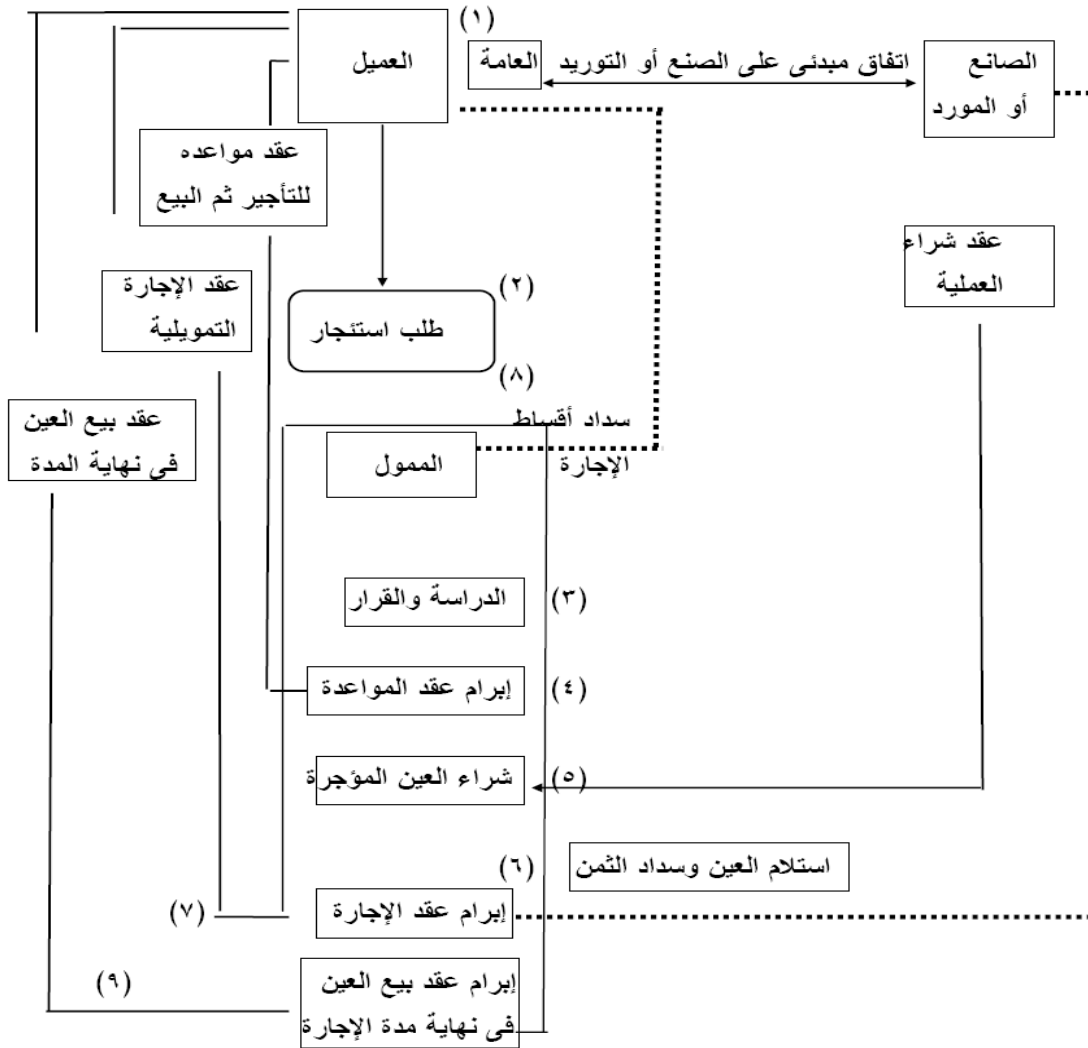 (١)
العميل
العامة
اتفاق مبدئى على الصنع أو التوريد
الصانع
أو المورد
عقد مواعده
للتأجير ثم البيع
عقد شراء
العملية
عقد الإجارة
التمويلية
(٢)
طلب استئجار
(٨)
سداد أقساط
الإجارة
عقد بيع العين
فى نهاية المدة
الممول
الدراسة والقرار
(٣)
إبرام عقد المواعدة
(٤)
شراء العين المؤجرة
(٥)
(٦)
استلام العين وسداد الثمن
(٧)
إبرام عقد الإجارة
(٩)
إبرام عقد بيع العين
فى نهاية مدة الإجارة